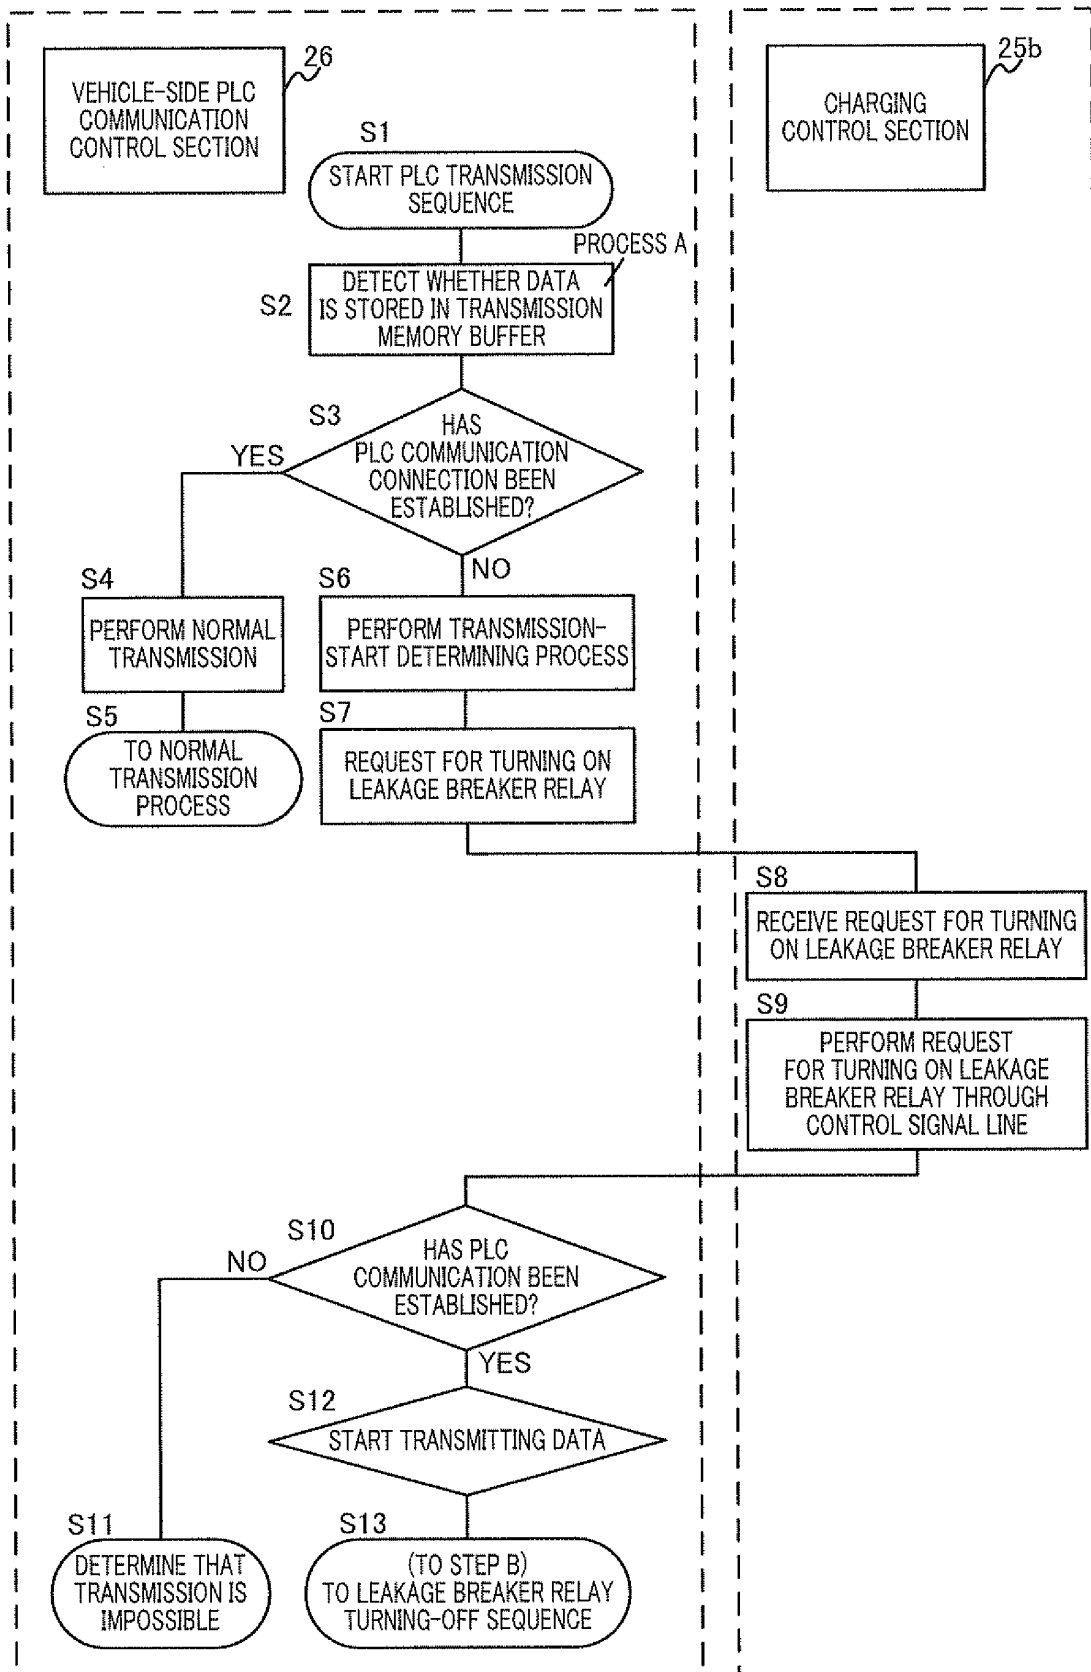 VEHICLE-SIDE PLC
COMMUNICATION
CONTROL SECTION
26
CHARGING
CONTROL SECTION
25b
S1
START PLC TRANSMISSION
SEQUENCE
PROCESS A
S2
DETECT WHETHER DATA
IS STORED IN TRANSMISSION
MEMORY BUFFER
S3
HAS
PLC COMMUNICATION
CONNECTION BEEN
ESTABLISHED?
YES
NO
S4
PERFORM NORMAL
TRANSMISSION
S5
TO NORMAL
TRANSMISSION
PROCESS
S6
PERFORM TRANSMISSION-
START DETERMINING PROCESS
S7
REQUEST FOR TURNING ON
LEAKAGE BREAKER RELAY
S8
RECEIVE REQUEST FOR TURNING
ON LEAKAGE BREAKER RELAY
S9
PERFORM REQUEST
FOR TURNING ON LEAKAGE
BREAKER RELAY THROUGH
CONTROL SIGNAL LINE
S10
HAS PLC
COMMUNICATION BEEN
ESTABLISHED?
NO
YES
S12
START TRANSMITTING DATA
S11
DETERMINE THAT
TRANSMISSION IS
IMPOSSIBLE
S13
(TO STEP B)
TO LEAKAGE BREAKER RELAY
TURNING-OFF SEQUENCE